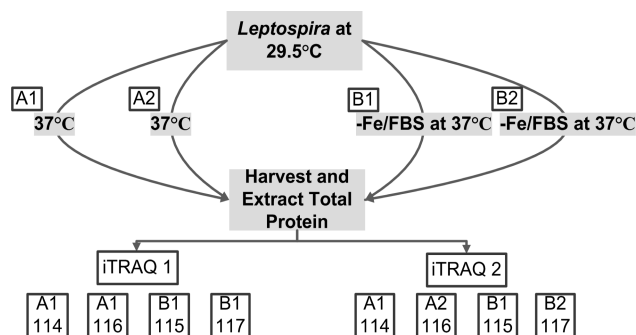 Leptospira at
29.5°C
A1
A2
B1
B2
37°C
37°C
-Fe/FBS at 37°C
-Fe/FBS at 37°C
Harvest and
Extract Total
Protein
iTRAQ 1
iTRAQ 2
A1
114
A1
116
B1
115
B1
117
A1
114
A2
116
B1
115
B2
117